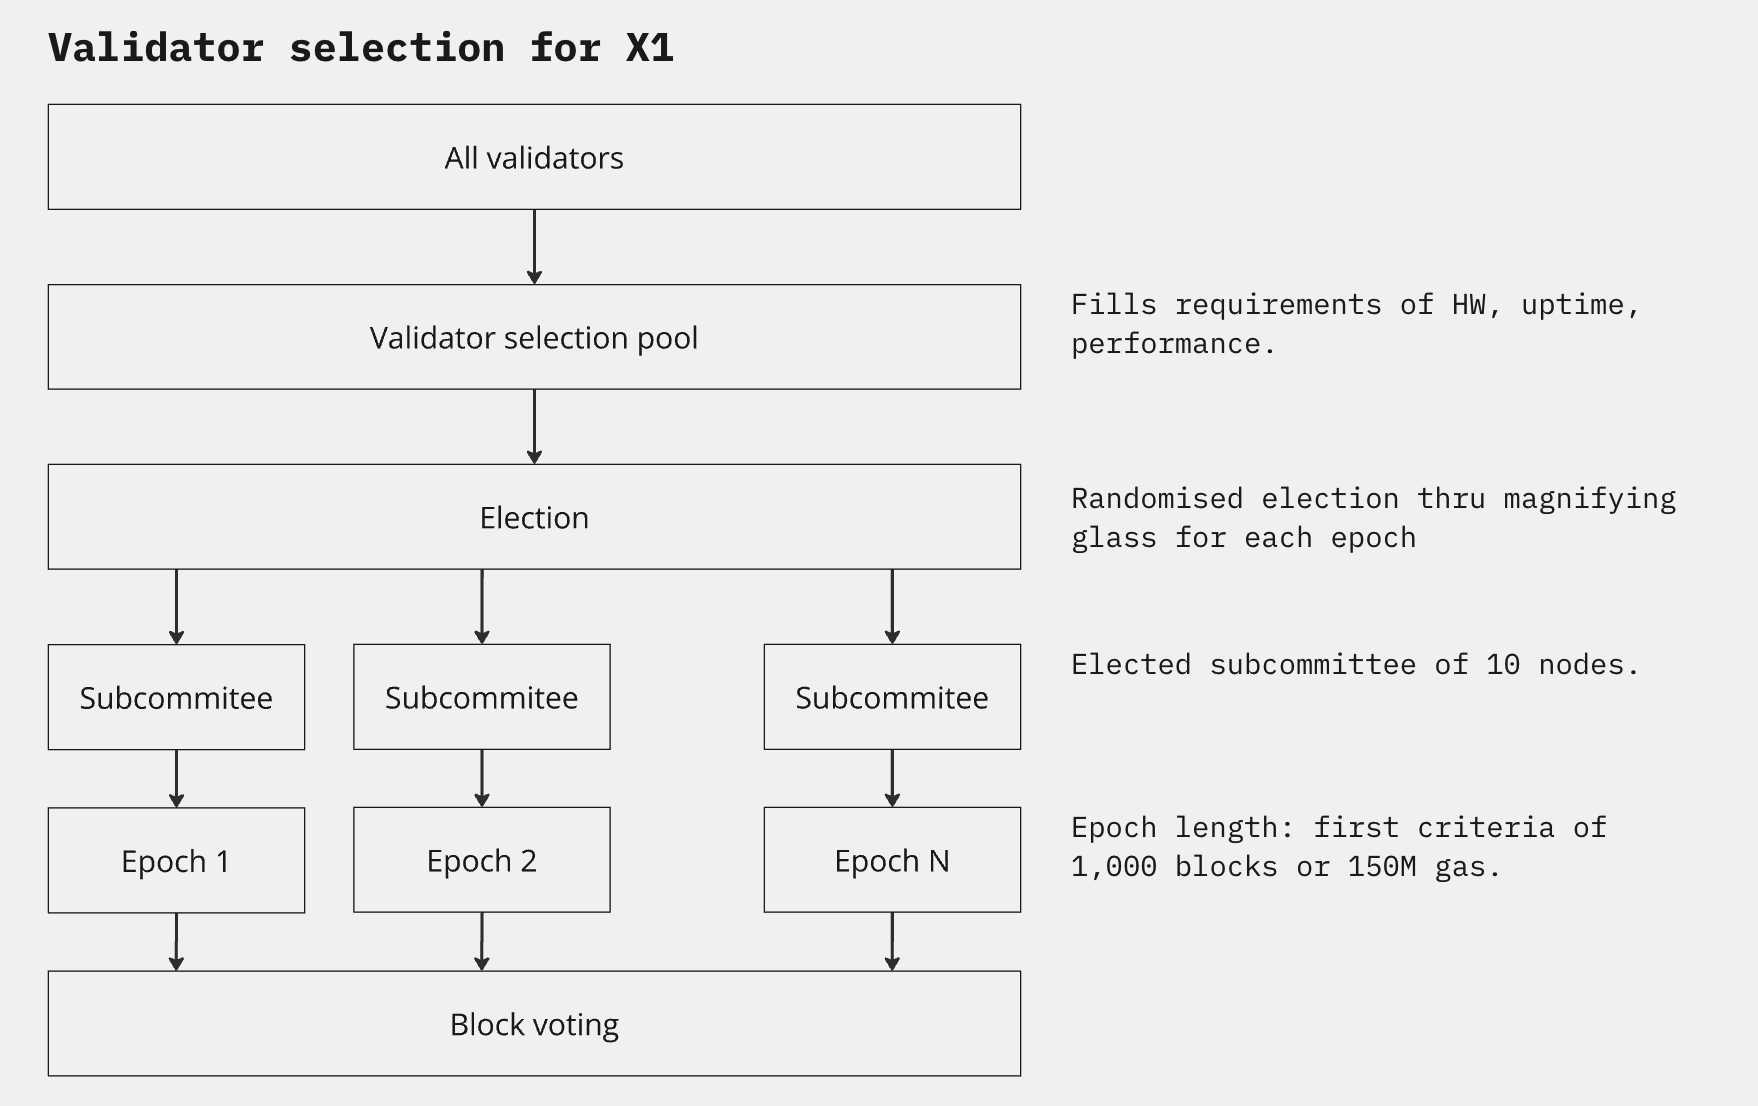 Validator selection for X1
All validators
Validator selection pool
Fills requirements of HW, uptime,
performance.
Election
Randomised election thru magnifying
glass for each epoch
Subcommitee
Subcommitee
Subcommitee
Elected subcommittee of 10 nodes.
Epoch 1
Epoch 2
Epoch N
Epoch length: first criteria of
1,000 blocks or 150M gas.
Block voting